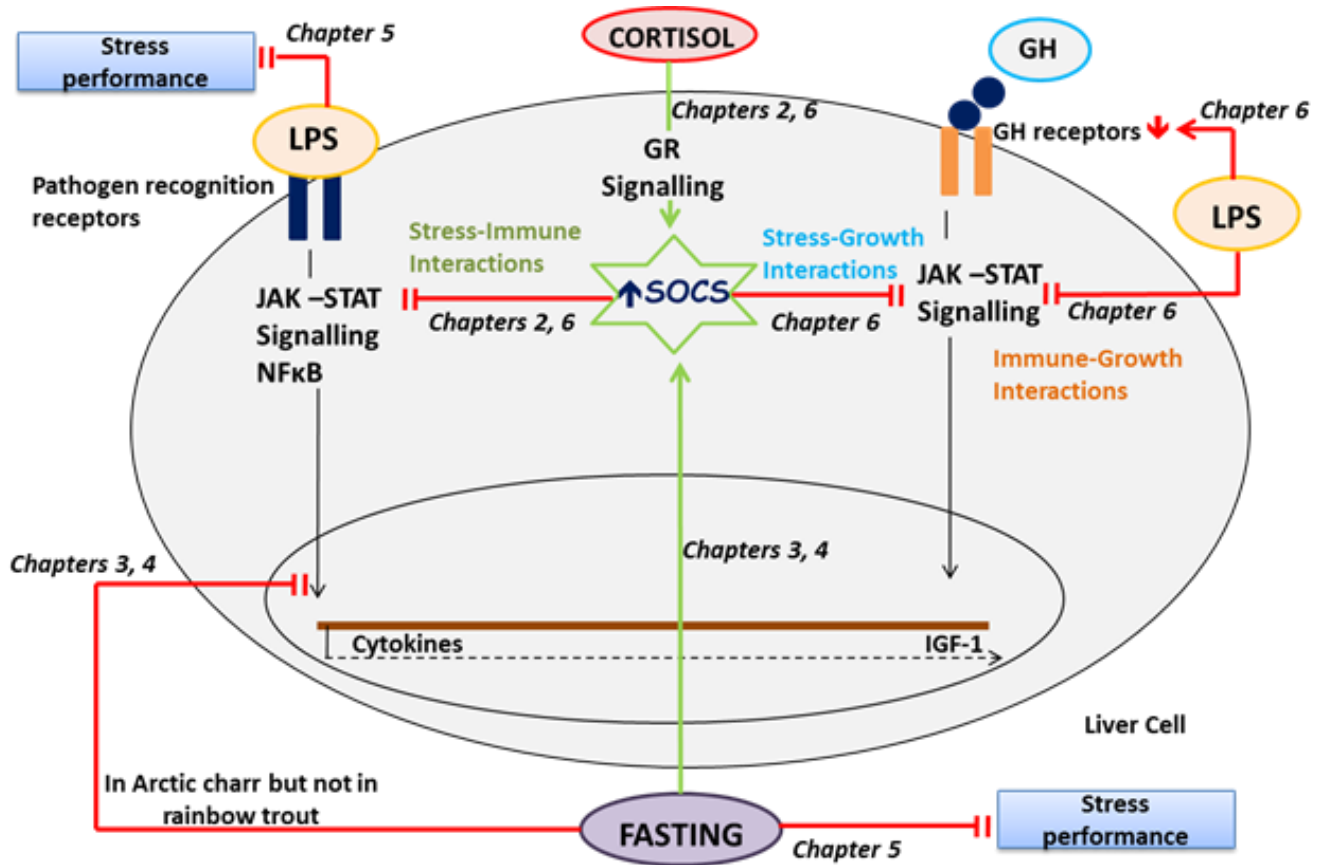 Stress
performance
Chapter 5
CORTISOL
GH
LPS
Chapters 2, 6
GH receptors
Chapter 6
GR
Signalling
Pathogen recognition
receptors
LPS
Stress-Immune
Interactions
Stress-Growth
Interactions
JAK –STAT
Signalling
NFκB
SOCS
JAK –STAT
Signalling
Chapters 2, 6
Chapter 6
Chapter 6
Immune-Growth
Interactions
Chapters 3, 4
Chapters 3, 4
Cytokines
IGF-1
Liver Cell
In Arctic charr but not in
rainbow trout
FASTING
Chapter 5
Stress
performance